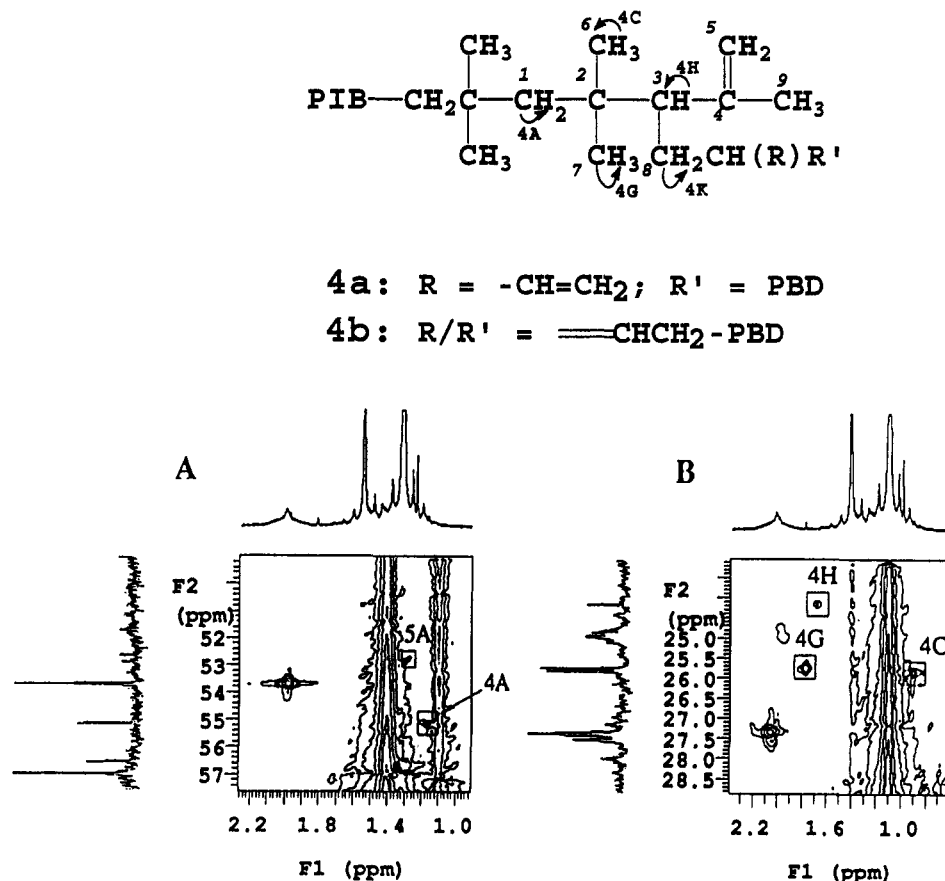 6 4C 5
CH3 CH3 CH2
1 2 3 4H 9
PIB—CH2C—CH2—C—CH—C—CH3
4A 4
CH3 CH3 CH2CH(R)R'
7 4G 8 4K
4a: R = -CH=CH2; R' = PBD
4b: R/R' = =CHCH2-PBD
A
B
F2
(ppm)
52
53
54
55
56
57
5A
4A
2.2 1.8 1.4 1.0
F1 (ppm)
F2
(ppm)
25.0
25.5
26.0
27.0
27.5
28.0
28.5
4H
4G
4C
2.2 1.6 1.0
F1 (ppm)